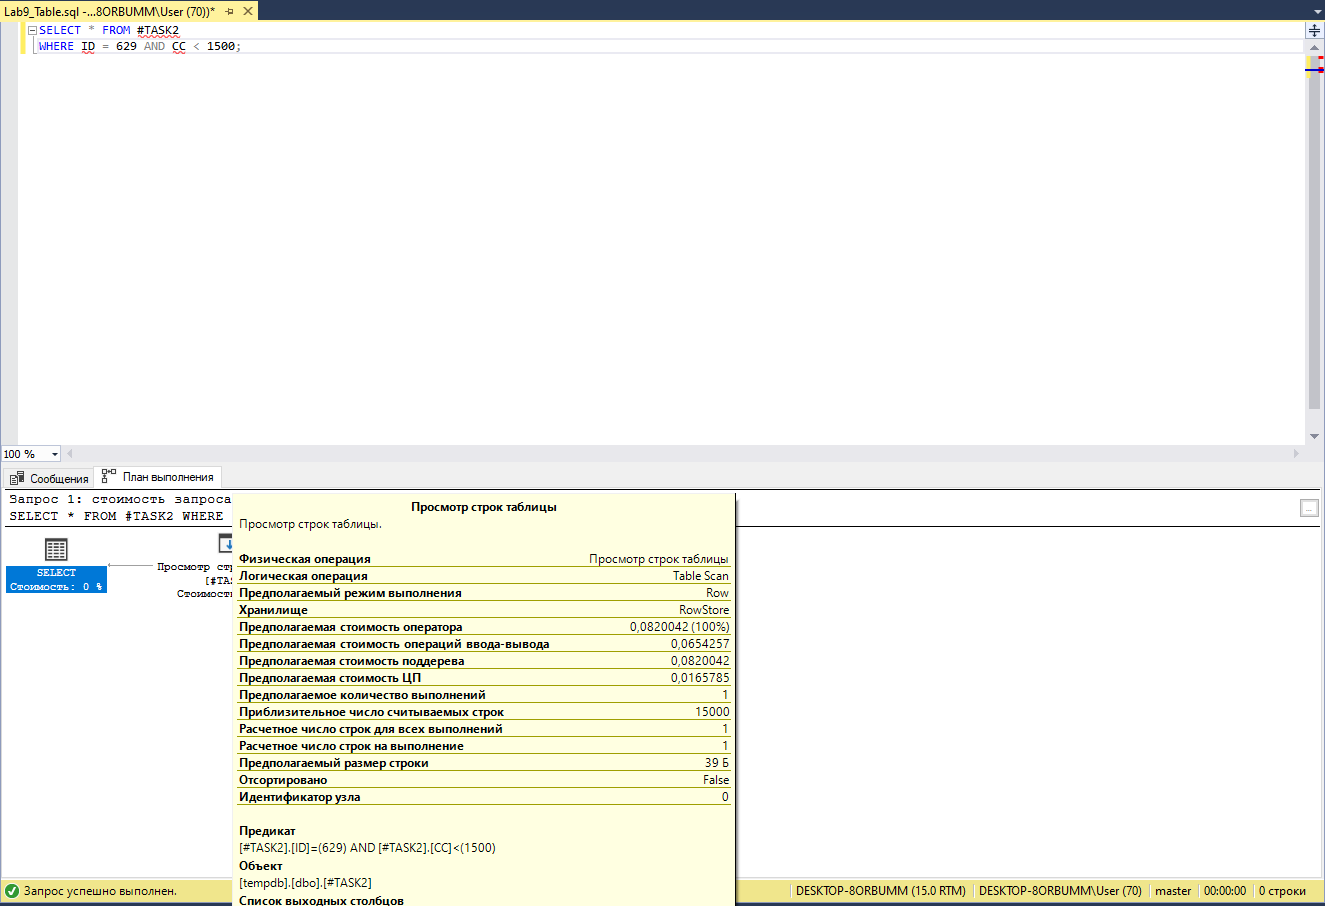 Lab9_Table.sql -...8ORBUMM\User (70))*
SELECT * FROM #TASK2
WHERE ID = 629 AND CC < 1500;
100 %
Сообщения
План выполнения
Запрос 1: стоимость запроса
SELECT * FROM #TASK2 WHERE
SELECT
Стоимость: 0 %
Просмотр стр
[#TAS
Стоимость
Просмотр строк таблицы
Просмотр строк таблицы.
Физическая операция Просмотр строк таблицы
Логическая операция Table Scan
Предполагаемый режим выполнения Row
Хранилище RowStore
Предполагаемая стоимость оператора 0,0820042 (100%)
Предполагаемая стоимость операций ввода-вывода 0,0654257
Предполагаемая стоимость поддерева 0,0820042
Предполагаемая стоимость ЦП 0,0165785
Предполагаемое количество выполнений 1
Приблизительное число считываемых строк 15000
Расчетное число строк для всех выполнений 1
Расчетное число строк на выполнение 1
Предполагаемый размер строки 39 Б
Отсортировано False
Идентификатор узла 0
Предикат
[#TASK2].[ID]=(629) AND [#TASK2].[CC]<(1500)
Объект
[tempdb].[dbo].[#TASK2]
Список выходных столбцов
Запрос успешно выполнен.
DESKTOP-8ORBUMM (15.0 RTM)
DESKTOP-8ORBUMM\User (70)
master
00:00:00
0 строки